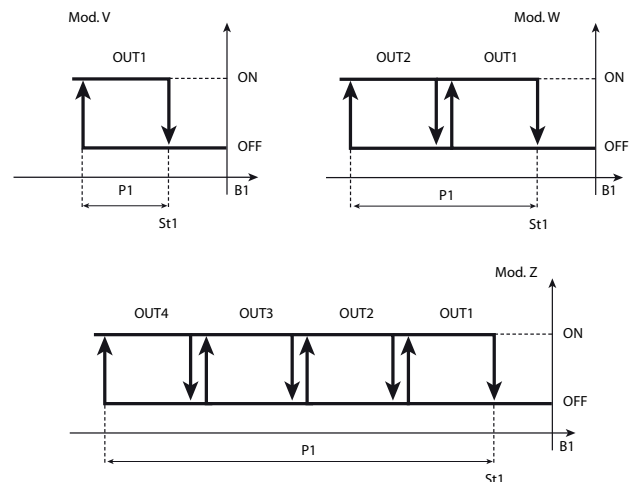 Mod. V
OUT1
ON
OFF
P1
B1
St1
Mod. W
OUT2 OUT1
ON
OFF
P1
B1
St1
Mod. Z
OUT4 OUT3 OUT2 OUT1
ON
OFF
P1
B1
St1